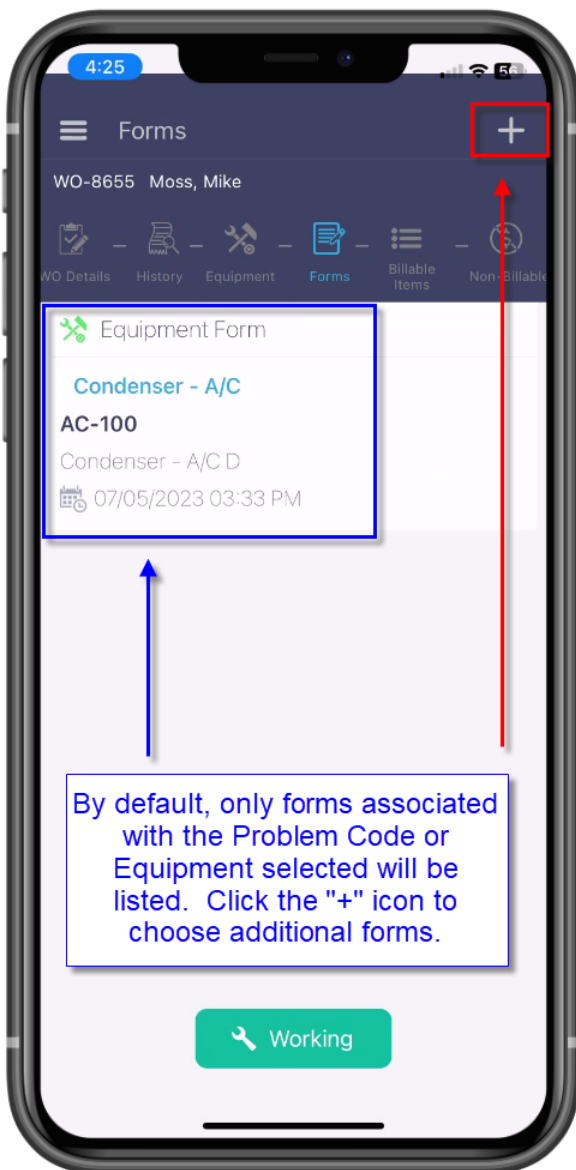 4:25
56
Forms
+
WO-8655 Moss, Mike
WO Details History Equipment Forms Billable Items Non-Billable
Equipment Form
Condenser - A/C
AC-100
Condenser - A/C D
07/05/2023 03:33 PM
By default, only forms associated
with the Problem Code or
Equipment selected will be
listed. Click the "+" icon to
choose additional forms.
Working